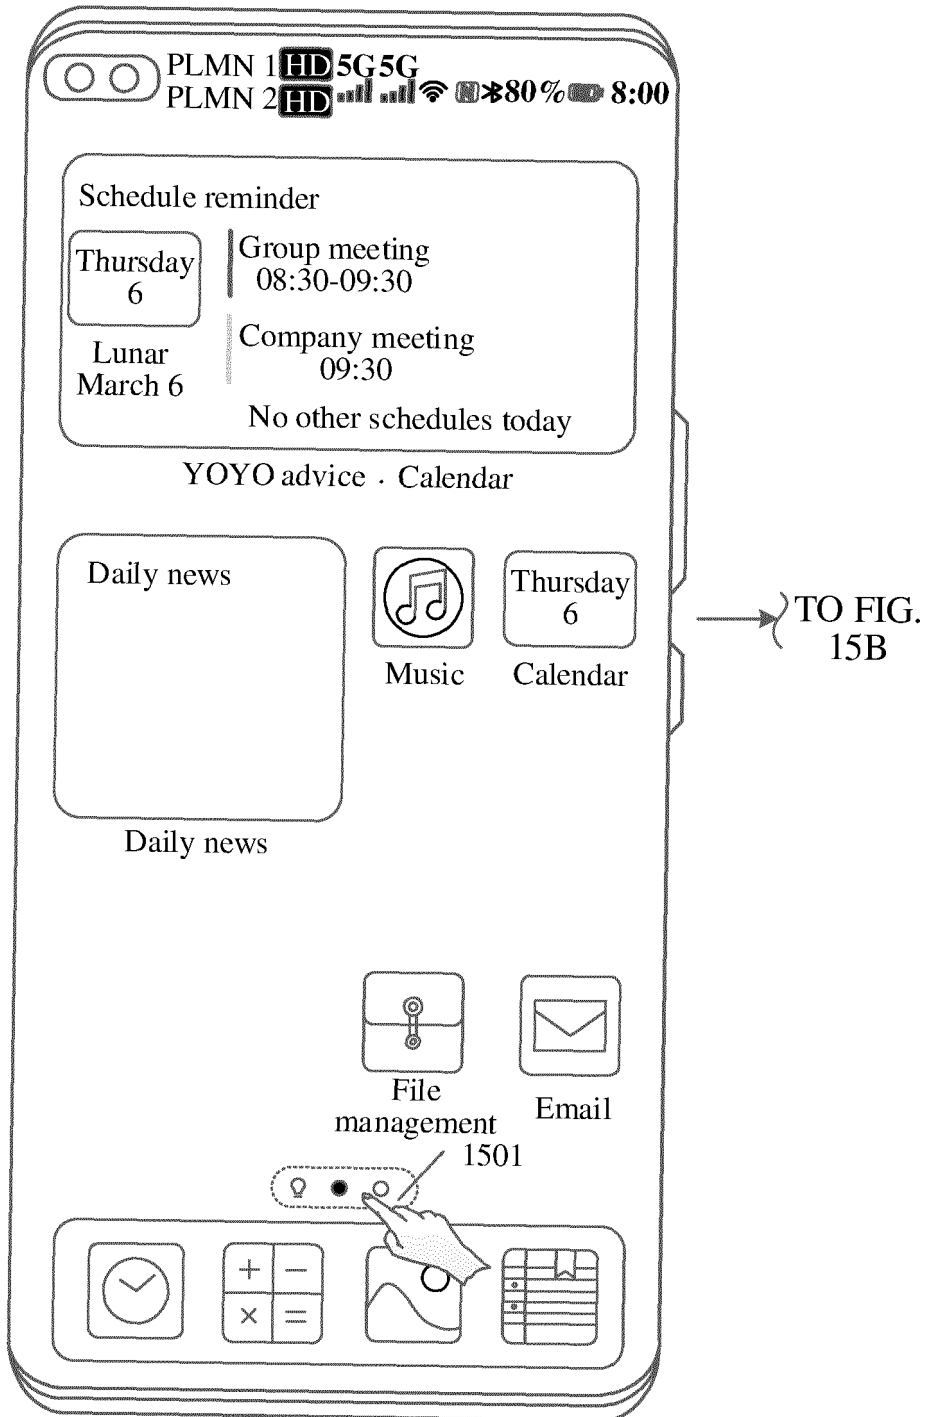 PLMN 1 HD 5G 5G
PLMN 2 HD N 80% 8:00
Schedule reminder
Thursday
6
Lunar
March 6
Group meeting
08:30-09:30
Company meeting
09:30
No other schedules today
YOYO advice · Calendar
Daily news
Daily news
Music
Thursday
6
Calendar
TO FIG.
15B
File
management
Email
1501